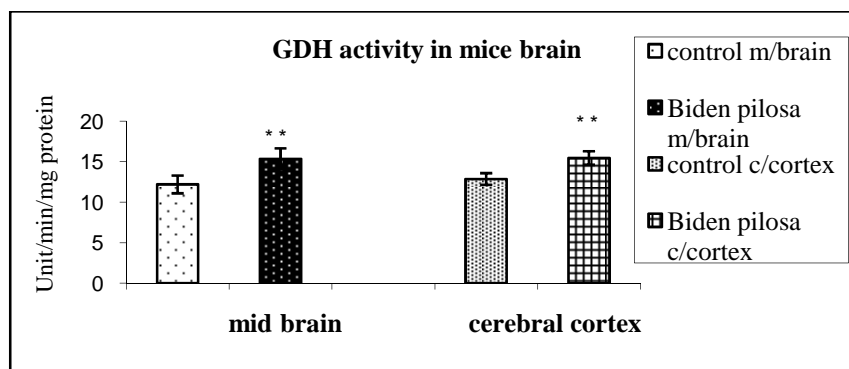 GDH activity in mice brain
control m/brain
Biden pilosa
m/brain
control c/cortex
Biden pilosa
c/cortex
Unit/min/mg protein
20
15
10
5
0
* *
* *
mid brain
cerebral cortex